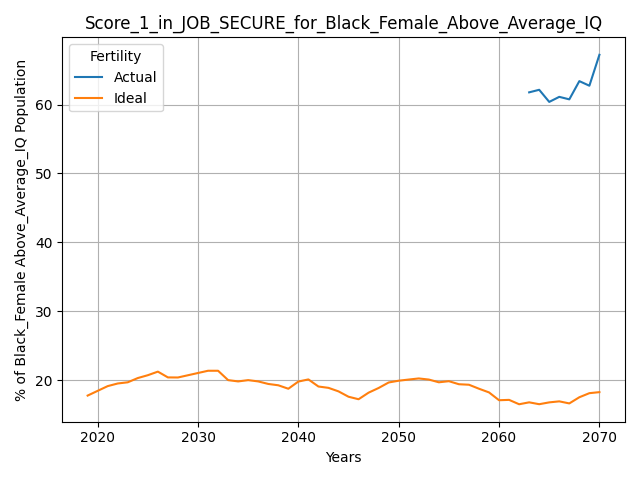 Score_1_in_JOB_SECURE_for_Black_Female_Above_Average_IQ
Fertility
Actual
Ideal
% of Black_Female Above_Average_IQ Population
60
50
40
30
20
2020 2030 2040 2050 2060 2070
Years